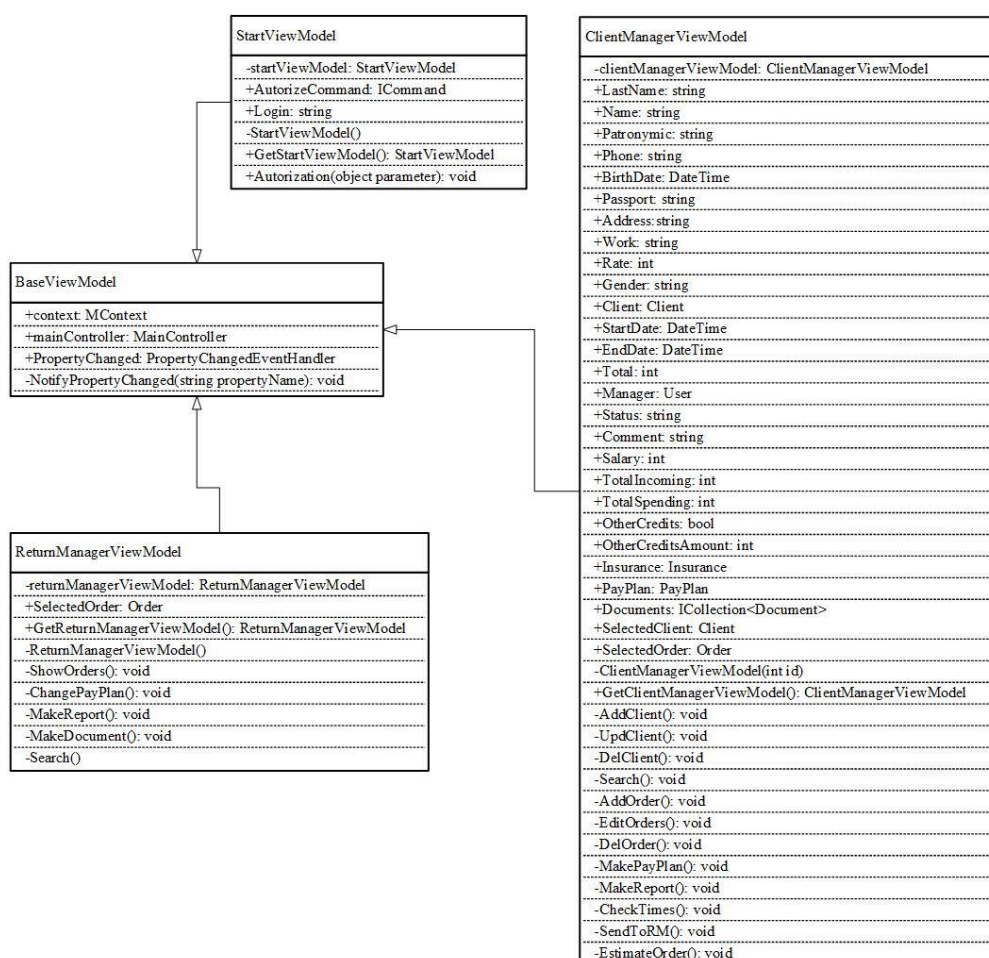 StartViewModel
-startViewModel: StartViewModel
+AutorizeCommand: ICommand
+Login: string
-StartViewModel()
+GetStartViewModel(): StartViewModel
+Autorization(object parameter): void
BaseViewModel
+context: MContext
+mainController: MainController
+PropertyChanged: PropertyChangedEventHandler
-NotifyPropertyChanged(string propertyName): void
ReturnManagerViewModel
-returnManagerViewModel: ReturnManagerViewModel
+SelectedOrder: Order
+GetReturnManagerViewModel(): ReturnManagerViewModel
-ReturnManagerViewModel()
-ShowOrders(): void
-ChangePayPlan(): void
-MakeReport(): void
-MakeDocument(): void
-Search()
ClientManagerViewModel
-clientManagerViewModel: ClientManagerViewModel
+LastName: string
+Name: string
+Patronymic: string
+Phone: string
+BirthDate: DateTime
+Passport: string
+Address:string
+Work: string
+Rate: int
+Gender: string
+Client: Client
+StartDate: DateTime
+EndDate: DateTime
+Total: int
+Manager: User
+Status: string
+Comment: string
+Salary: int
+TotalIncoming: int
+TotalSpending: int
+OtherCredits: bool
+OtherCreditsAmount: int
+Insurance: Insurance
+PayPlan: PayPlan
+Documents: ICollection<Document>
+SelectedClient: Client
+SelectedOrder: Order
-ClientManagerViewModel(int id)
+GetClientManagerViewModel(): ClientManagerViewModel
-AddClient(): void
-UpdClient(): void
-DelClient(): void
-Search(): void
-AddOrder(): void
-EditOrders(): void
-DelOrder(): void
-MakePayPlan(): void
-MakeReport(): void
-CheckTimes(): void
-SendToRM(): void
-EstimateOrder(): void